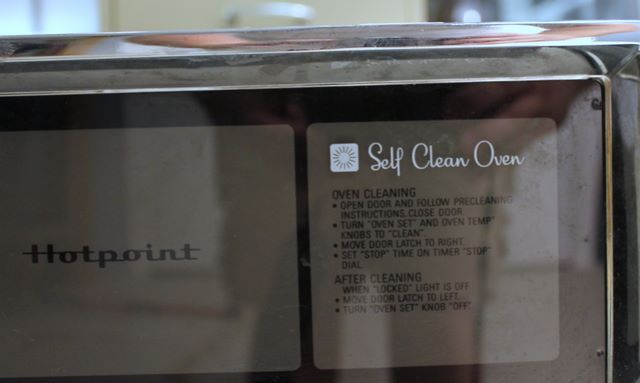 Self Clean Oven
OVEN CLEANING
• OPEN DOOR AND FOLLOW PRECLEANING
INSTRUCTIONS. CLOSE DOOR.
• TURN "OVEN SET" AND OVEN TEMP"
KNOBS TO "CLEAN".
• MOVE DOOR LATCH TO RIGHT.
• SET "STOP" TIME ON TIMER "STOP"
DIAL.
AFTER CLEANING
WHEN "LOCKED" LIGHT IS OFF
• MOVE DOOR LATCH TO LEFT.
• TURN "OVEN SET" KNOB "OFF"
Hotpoint